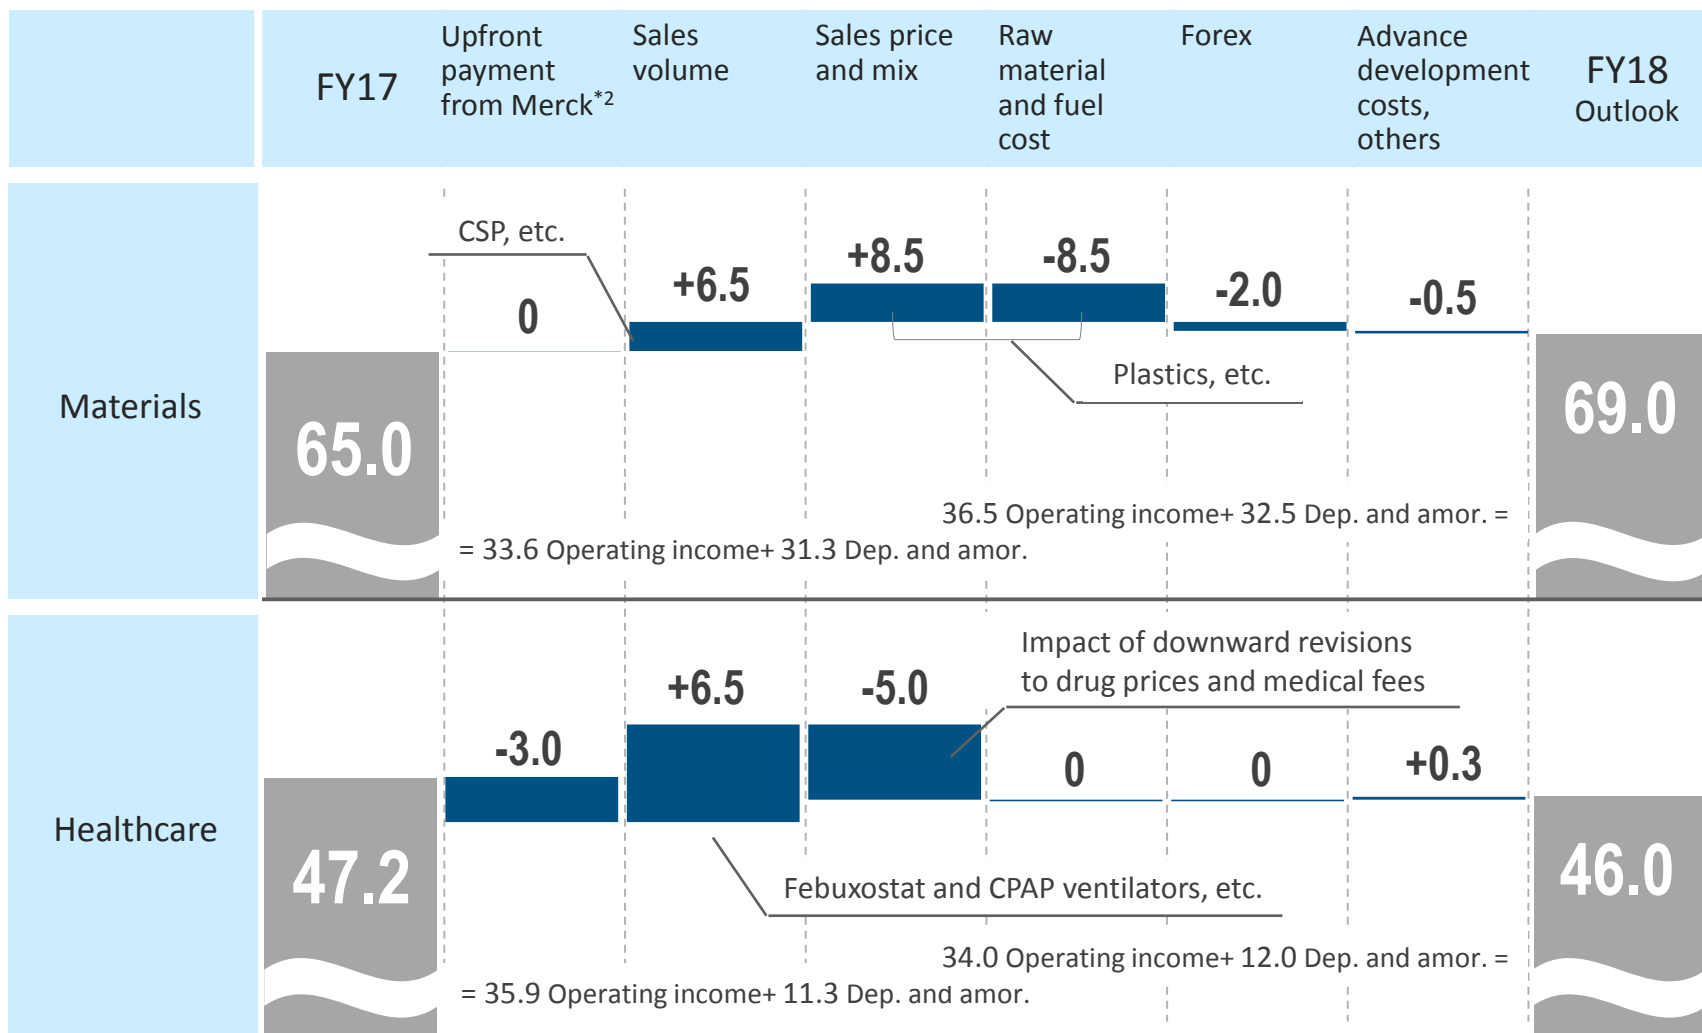 FY17
Upfront
payment
from Merck*2
Sales
volume
Sales price
and mix
Raw
material
and fuel
cost
Forex
Advance
development
costs,
others
FY18
Outlook
Materials
65.0
CSP, etc.
0
+6.5
+8.5
-8.5
-2.0
-0.5
69.0
Plastics, etc.
36.5 Operating income+ 32.5 Dep. and amor. =
= 33.6 Operating income+ 31.3 Dep. and amor.
Healthcare
47.2
-3.0
+6.5
-5.0
Impact of downward revisions
to drug prices and medical fees
0
0
+0.3
46.0
Febuxostat and CPAP ventilators, etc.
34.0 Operating income+ 12.0 Dep. and amor. =
= 35.9 Operating income+ 11.3 Dep. and amor.